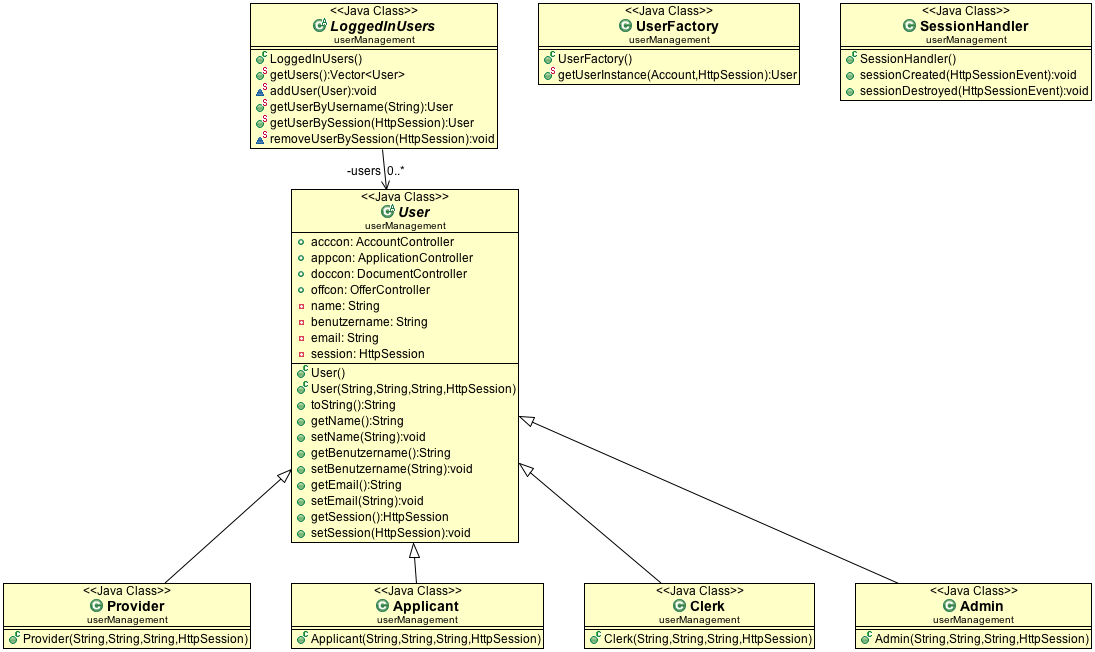 <<Java Class>>
LoggedInUsers
userManagement
LoggedInUsers()
getUsers():Vector<User>
addUser(User):void
getUserByUsername(String):User
getUserBySession(HttpSession):User
removeUserBySession(HttpSession):void
<<Java Class>>
UserFactory
userManagement
UserFactory()
getUserInstance(Account,HttpSession):User
<<Java Class>>
SessionHandler
userManagement
SessionHandler()
sessionCreated(HttpSessionEvent):void
sessionDestroyed(HttpSessionEvent):void
-users 0..*
<<Java Class>>
User
userManagement
acccon: AccountController
appcon: ApplicationController
doccon: DocumentController
offcon: OfferController
name: String
benutzername: String
email: String
session: HttpSession
User()
User(String,String,String,HttpSession)
toString():String
getName():String
setName(String):void
getBenutzername():String
setBenutzername(String):void
getEmail():String
setEmail(String):void
getSession():HttpSession
setSession(HttpSession):void
<<Java Class>>
Provider
userManagement
Provider(String,String,String,HttpSession)
<<Java Class>>
Applicant
userManagement
Applicant(String,String,String,HttpSession)
<<Java Class>>
Clerk
userManagement
Clerk(String,String,String,HttpSession)
<<Java Class>>
Admin
userManagement
Admin(String,String,String,HttpSession)